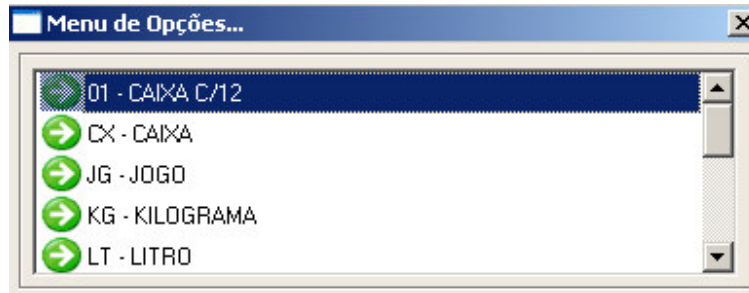 Menu de Opções...
01 - CAIXA C/12
CX - CAIXA
JG - JOGO
KG - KILOGRAMA
LT - LITRO